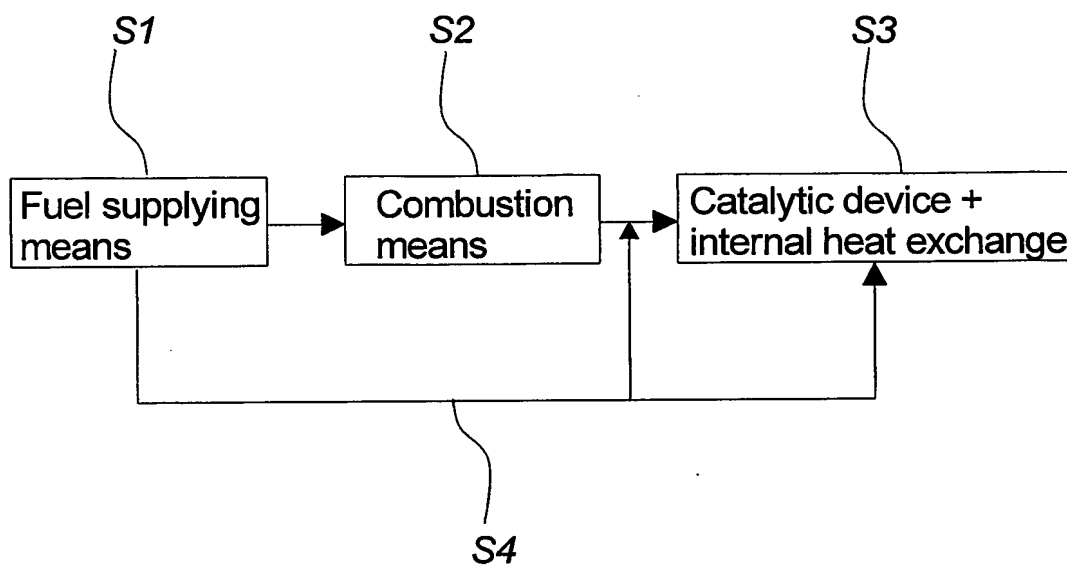 S1
S2
S3
Fuel supplying
means
Combustion
means
Catalytic device +
internal heat exchange
S4